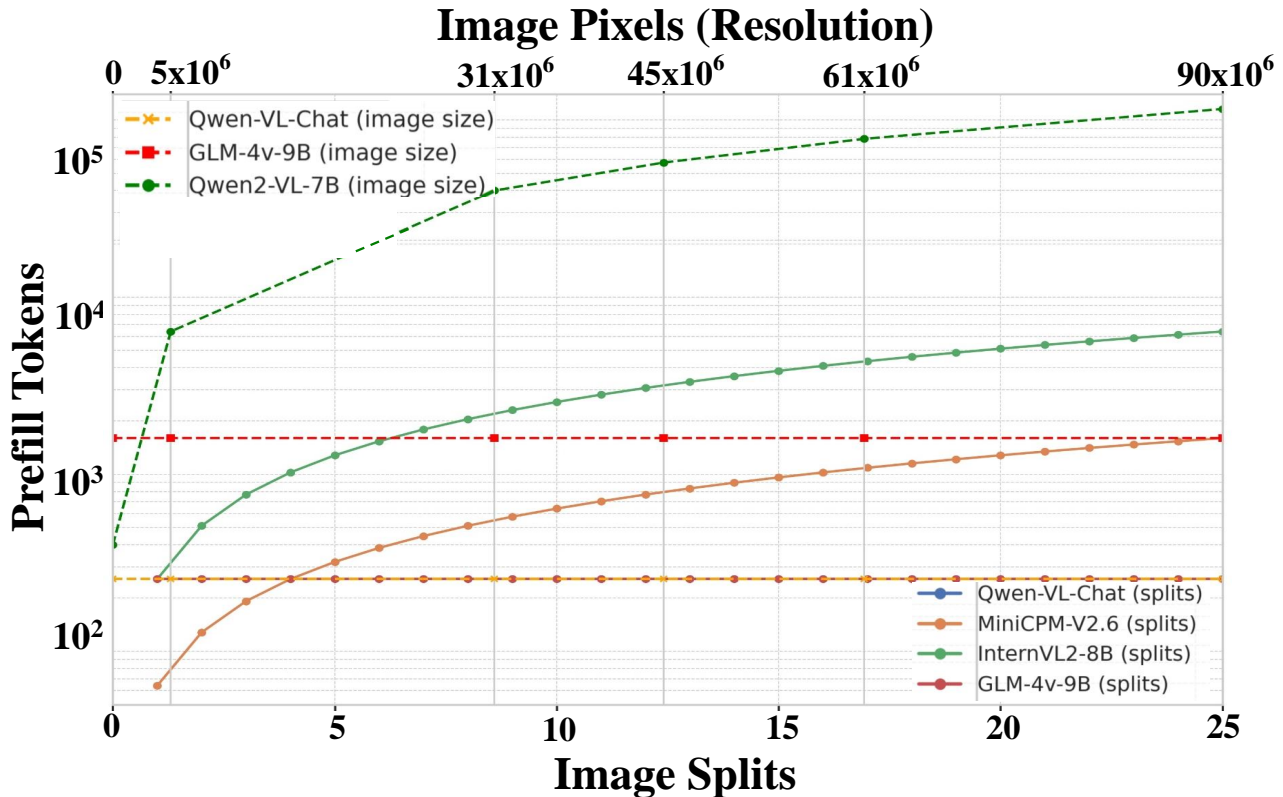 Image Pixels (Resolution)
0 5x10⁶ 31x10⁶ 45x10⁶ 61x10⁶ 90x10⁶
Qwen-VL-Chat (image size)
GLM-4v-9B (image size)
Qwen2-VL-7B (image size)
10⁵
10⁴
10³
10²
Prefill Tokens
Qwen-VL-Chat (splits)
MiniCPM-V2.6 (splits)
InternVL2-8B (splits)
GLM-4v-9B (splits)
0 5 10 15 20 25
Image Splits